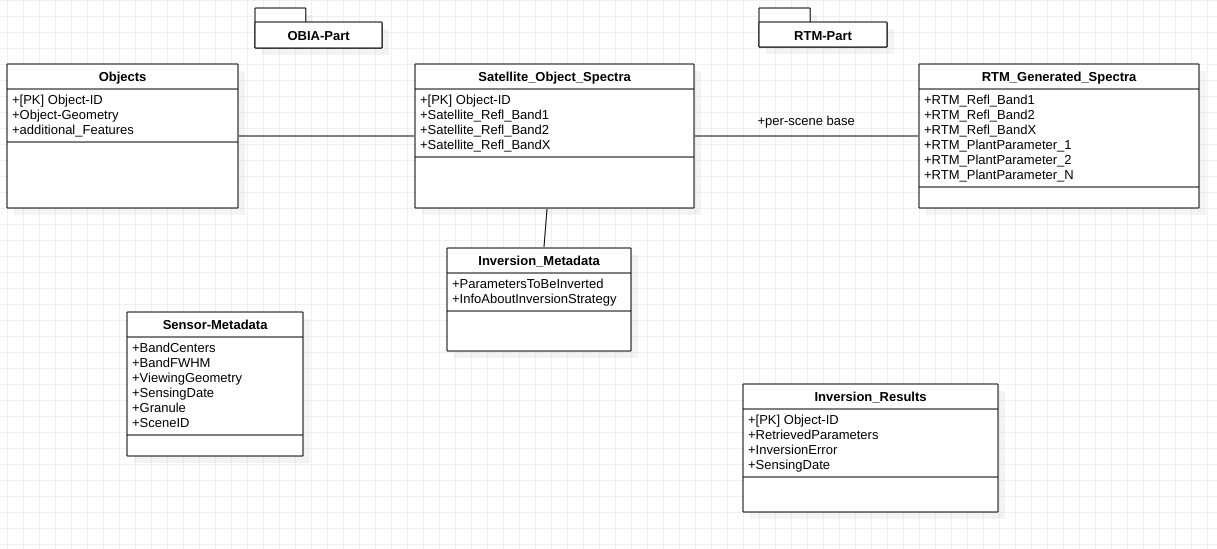 OBIA-Part
RTM-Part
Objects
+[PK] Object-ID
+Object-Geometry
+additional_Features
Satellite_Object_Spectra
+[PK] Object-ID
+Satellite_Refl_Band1
+Satellite_Refl_Band2
+Satellite_Refl_BandX
+per-scene base
RTM_Generated_Spectra
+RTM_Refl_Band1
+RTM_Refl_Band2
+RTM_Refl_BandX
+RTM_PlantParameter_1
+RTM_PlantParameter_2
+RTM_PlantParameter_N
Inversion_Metadata
+ParametersToBeInverted
+InfoAboutInversionStrategy
Sensor-Metadata
+BandCenters
+BandFWHM
+ViewingGeometry
+SensingDate
+Granule
+SceneID
Inversion_Results
+[PK] Object-ID
+RetrievedParameters
+InversionError
+SensingDate